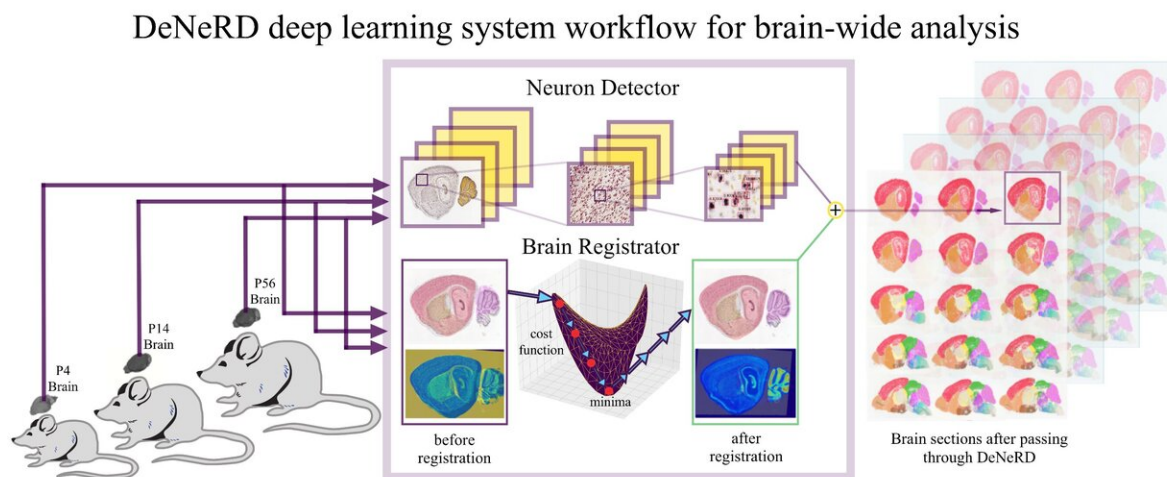 DeNeRD deep learning system workflow for brain-wide analysis
Neuron Detector
Brain Registrator
P56
Brain
P14
Brain
P4
Brain
cost
function
minima
before
registration
after
registration
Brain sections after passing
through DeNeRD